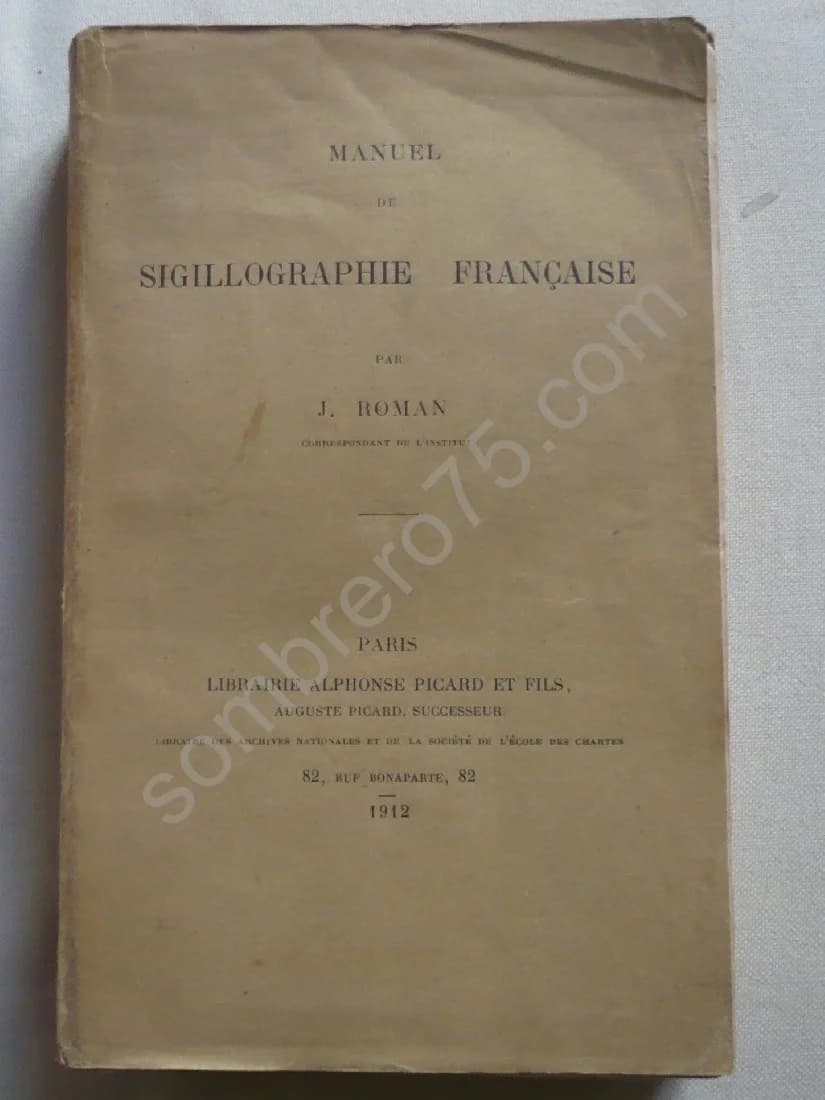 MANUEL
DE
SIGILLOGRAPHIE FRANÇAISE
PAR
J. ROMAN
CORRESPONDANT DE L'INSTITUT
PARIS
LIBRAIRIE ALPHONSE PICARD ET FILS,
AUGUSTE PICARD, SUCCESSEUR
LIBRAIRE DES ARCHIVES NATIONALES ET DE LA SOCIÉTÉ DE L'ÉCOLE DES CHARTES
82, RUE BONAPARTE, 82
1912
sombrero75.com